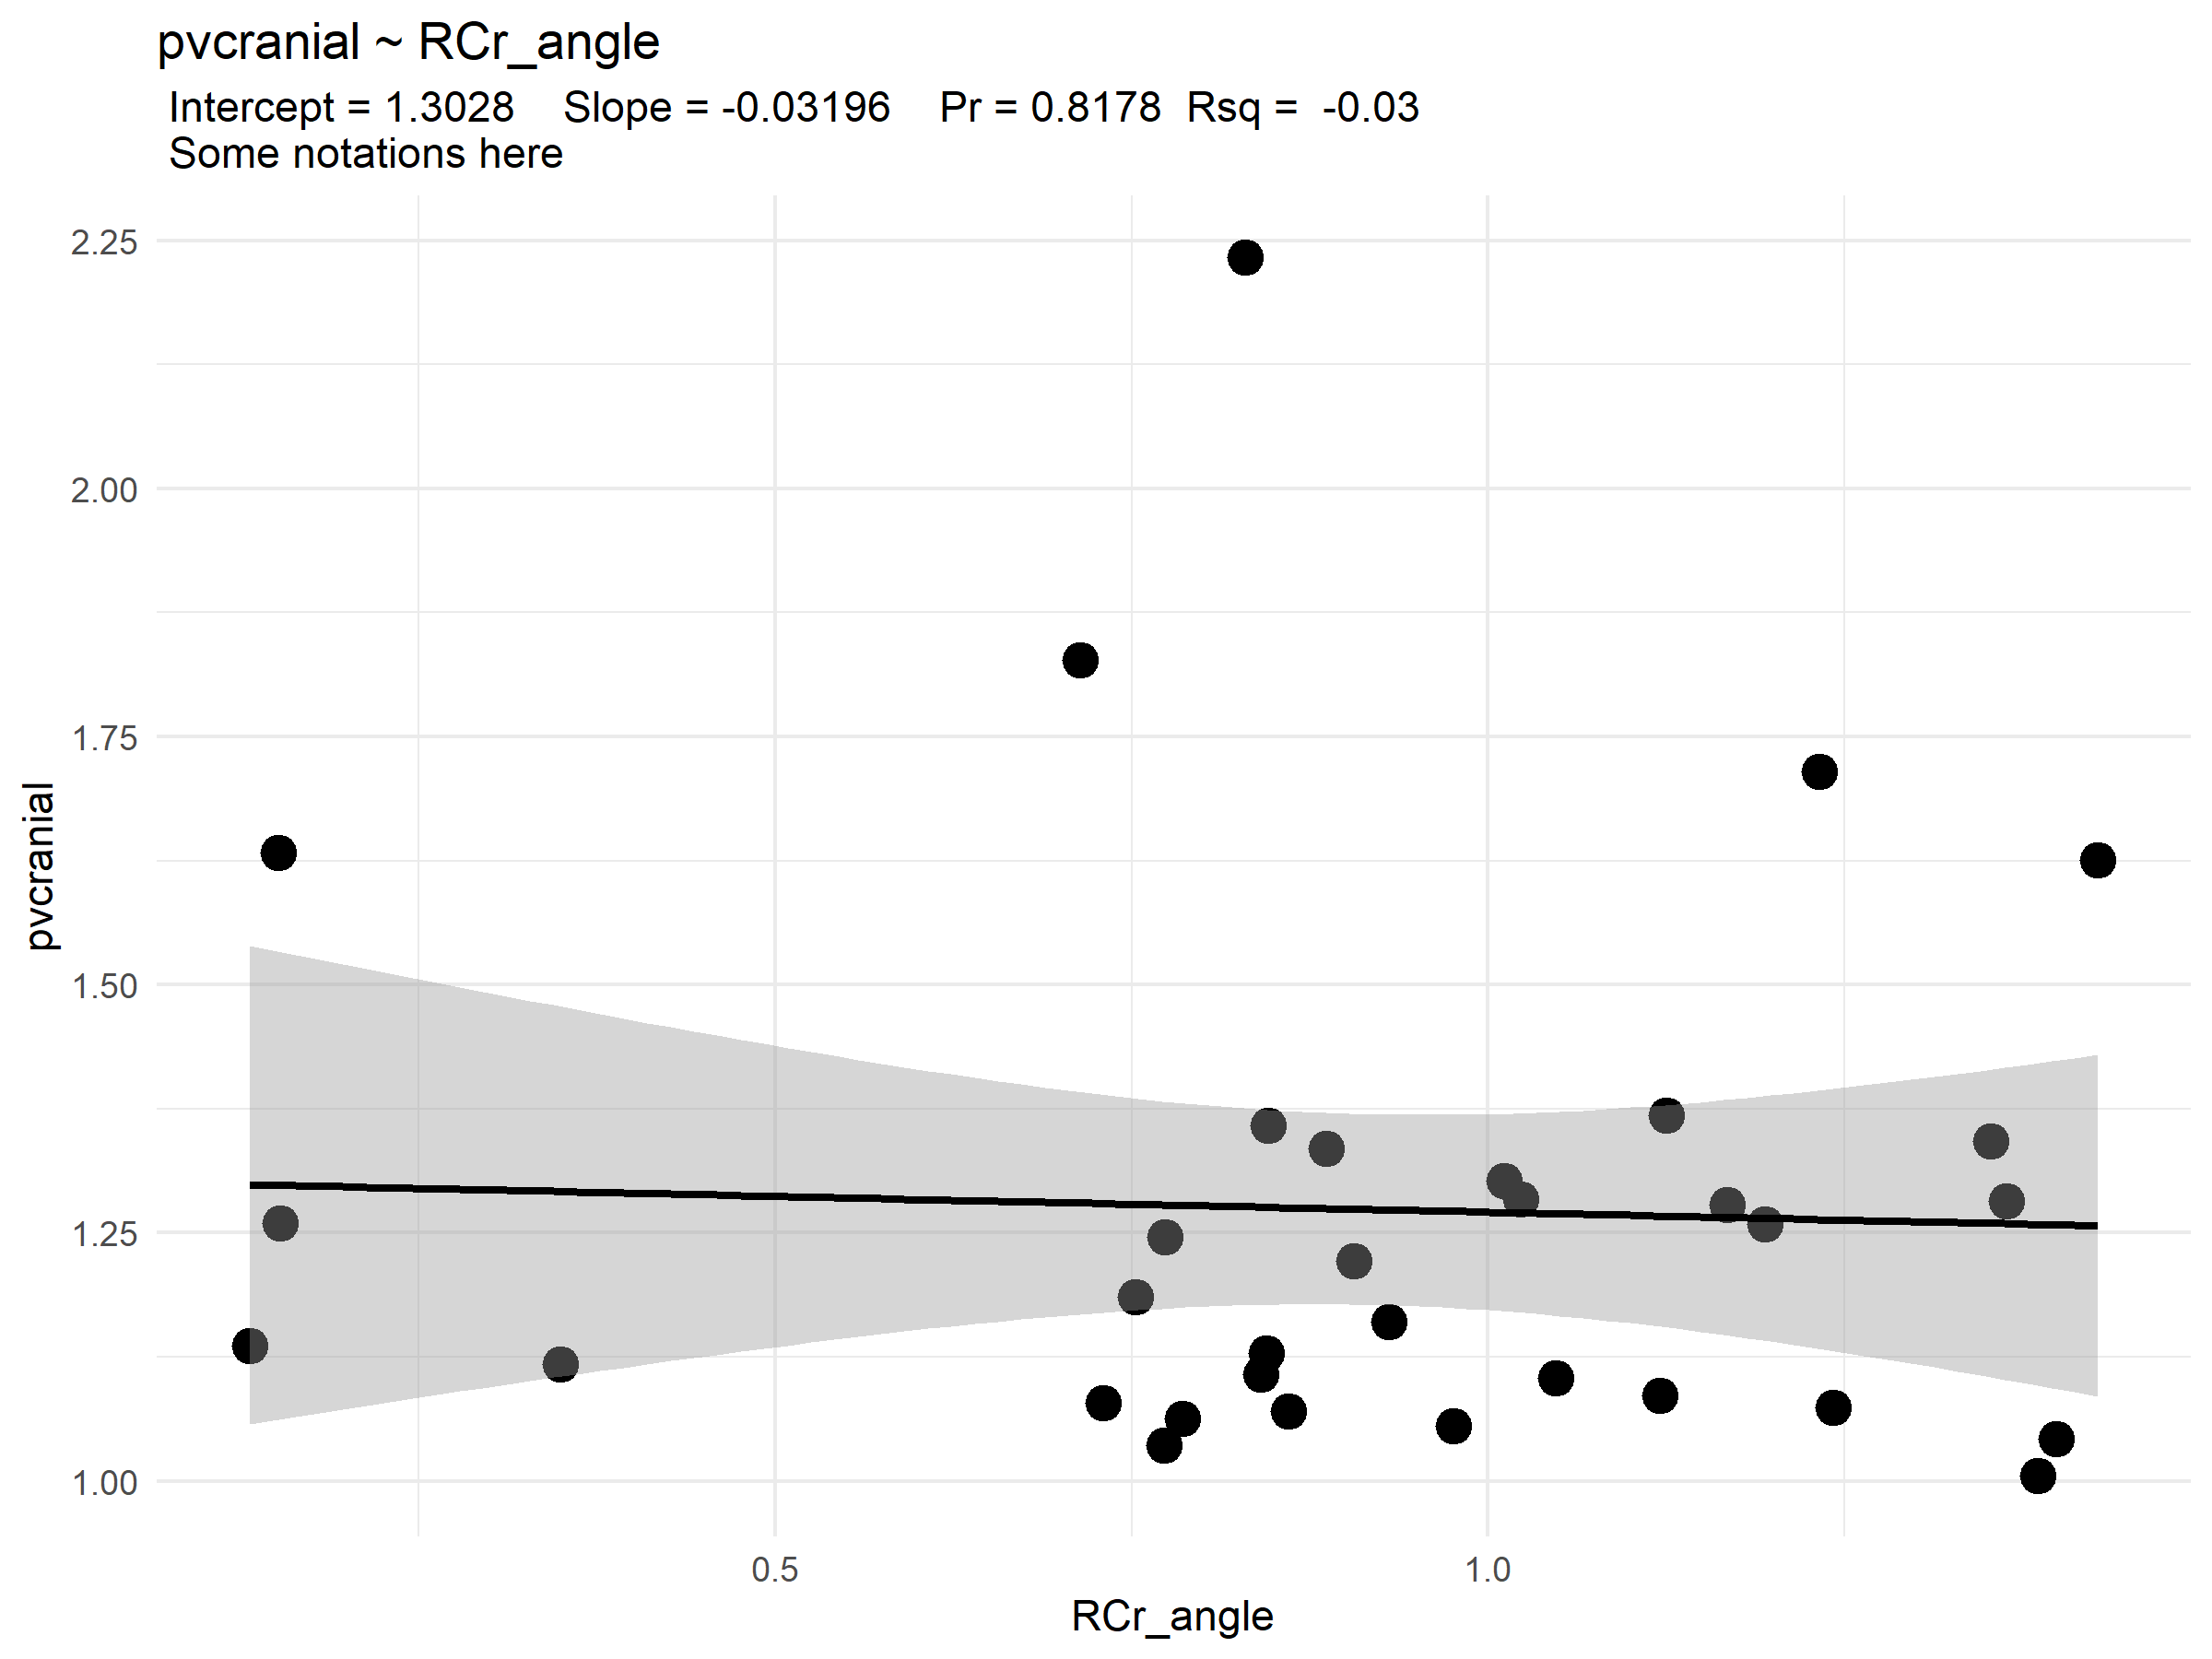 pvcranial ~ RCr_angle
Intercept = 1.3028 Slope = -0.03196 Pr = 0.8178 Rsq = -0.03
Some notations here
2.25
2.00
1.75
1.50
1.25
1.00
pvcranial
0.5 1.0
RCr_angle